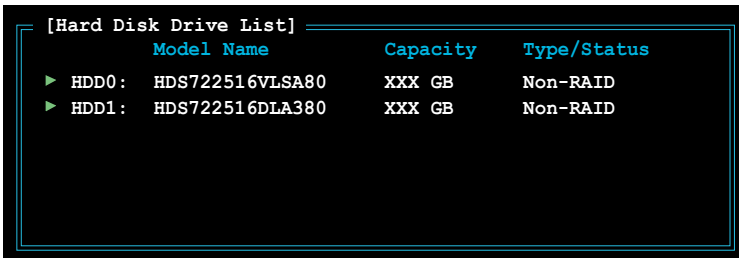 [Hard Disk Drive List]
Model Name Capacity Type/Status
HDD0: HDS722516VLSA80 XXX GB Non-RAID
HDD1: HDS722516DLA380 XXX GB Non-RAID